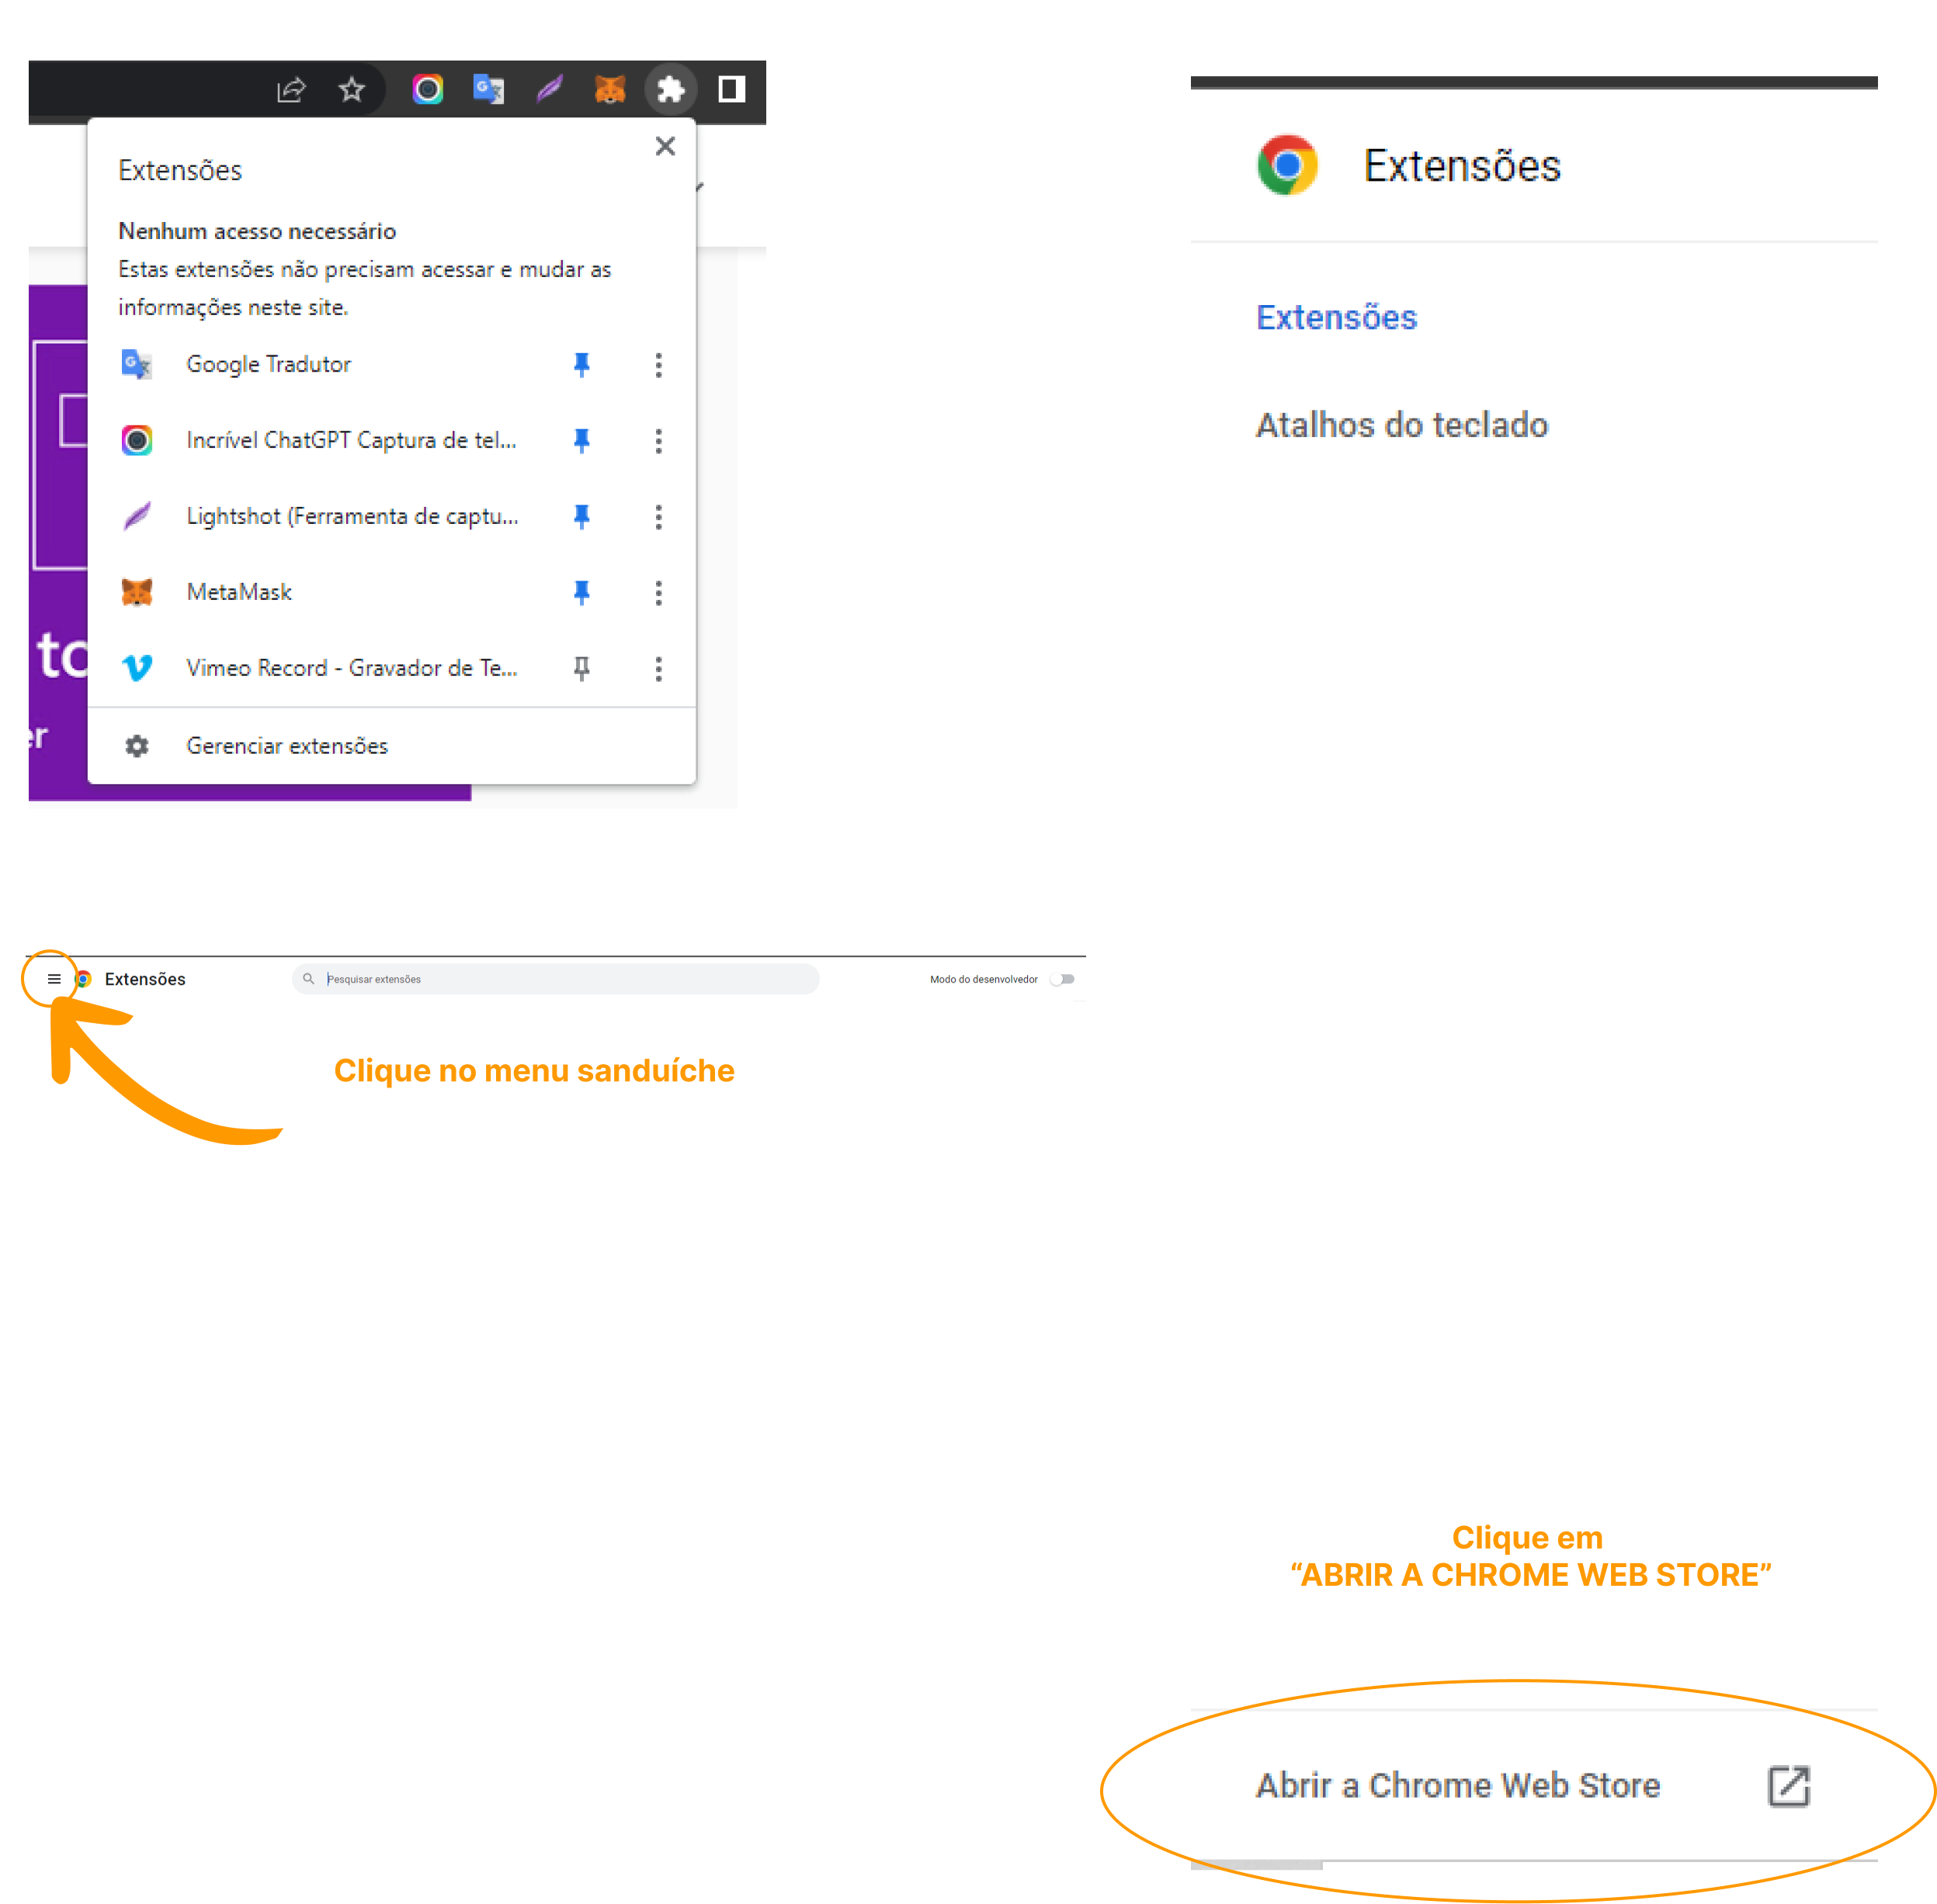 Extensões
Nenhum acesso necessário
Estas extensões não precisam acessar e mudar as
informações neste site.
Google Tradutor
Incrível ChatGPT Captura de tel...
Lightshot (Ferramenta de captu...
MetaMask
Vimeo Record - Gravador de Te...
Gerenciar extensões
to
er
Extensões
Pesquisar extensões
Modo do desenvolvedor
Clique no menu sanduíche
Extensões
Extensões
Atalhos do teclado
Clique em
“ABRIR A CHROME WEB STORE”
Abrir a Chrome Web Store